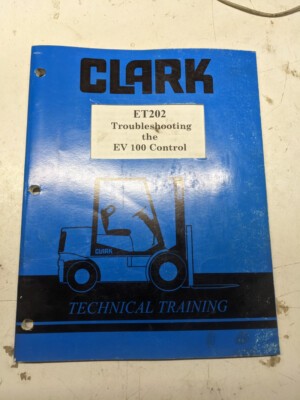 CLARK
ET202
Troubleshooting
the
EV 100 Control
CLARK
TECHNICAL TRAINING